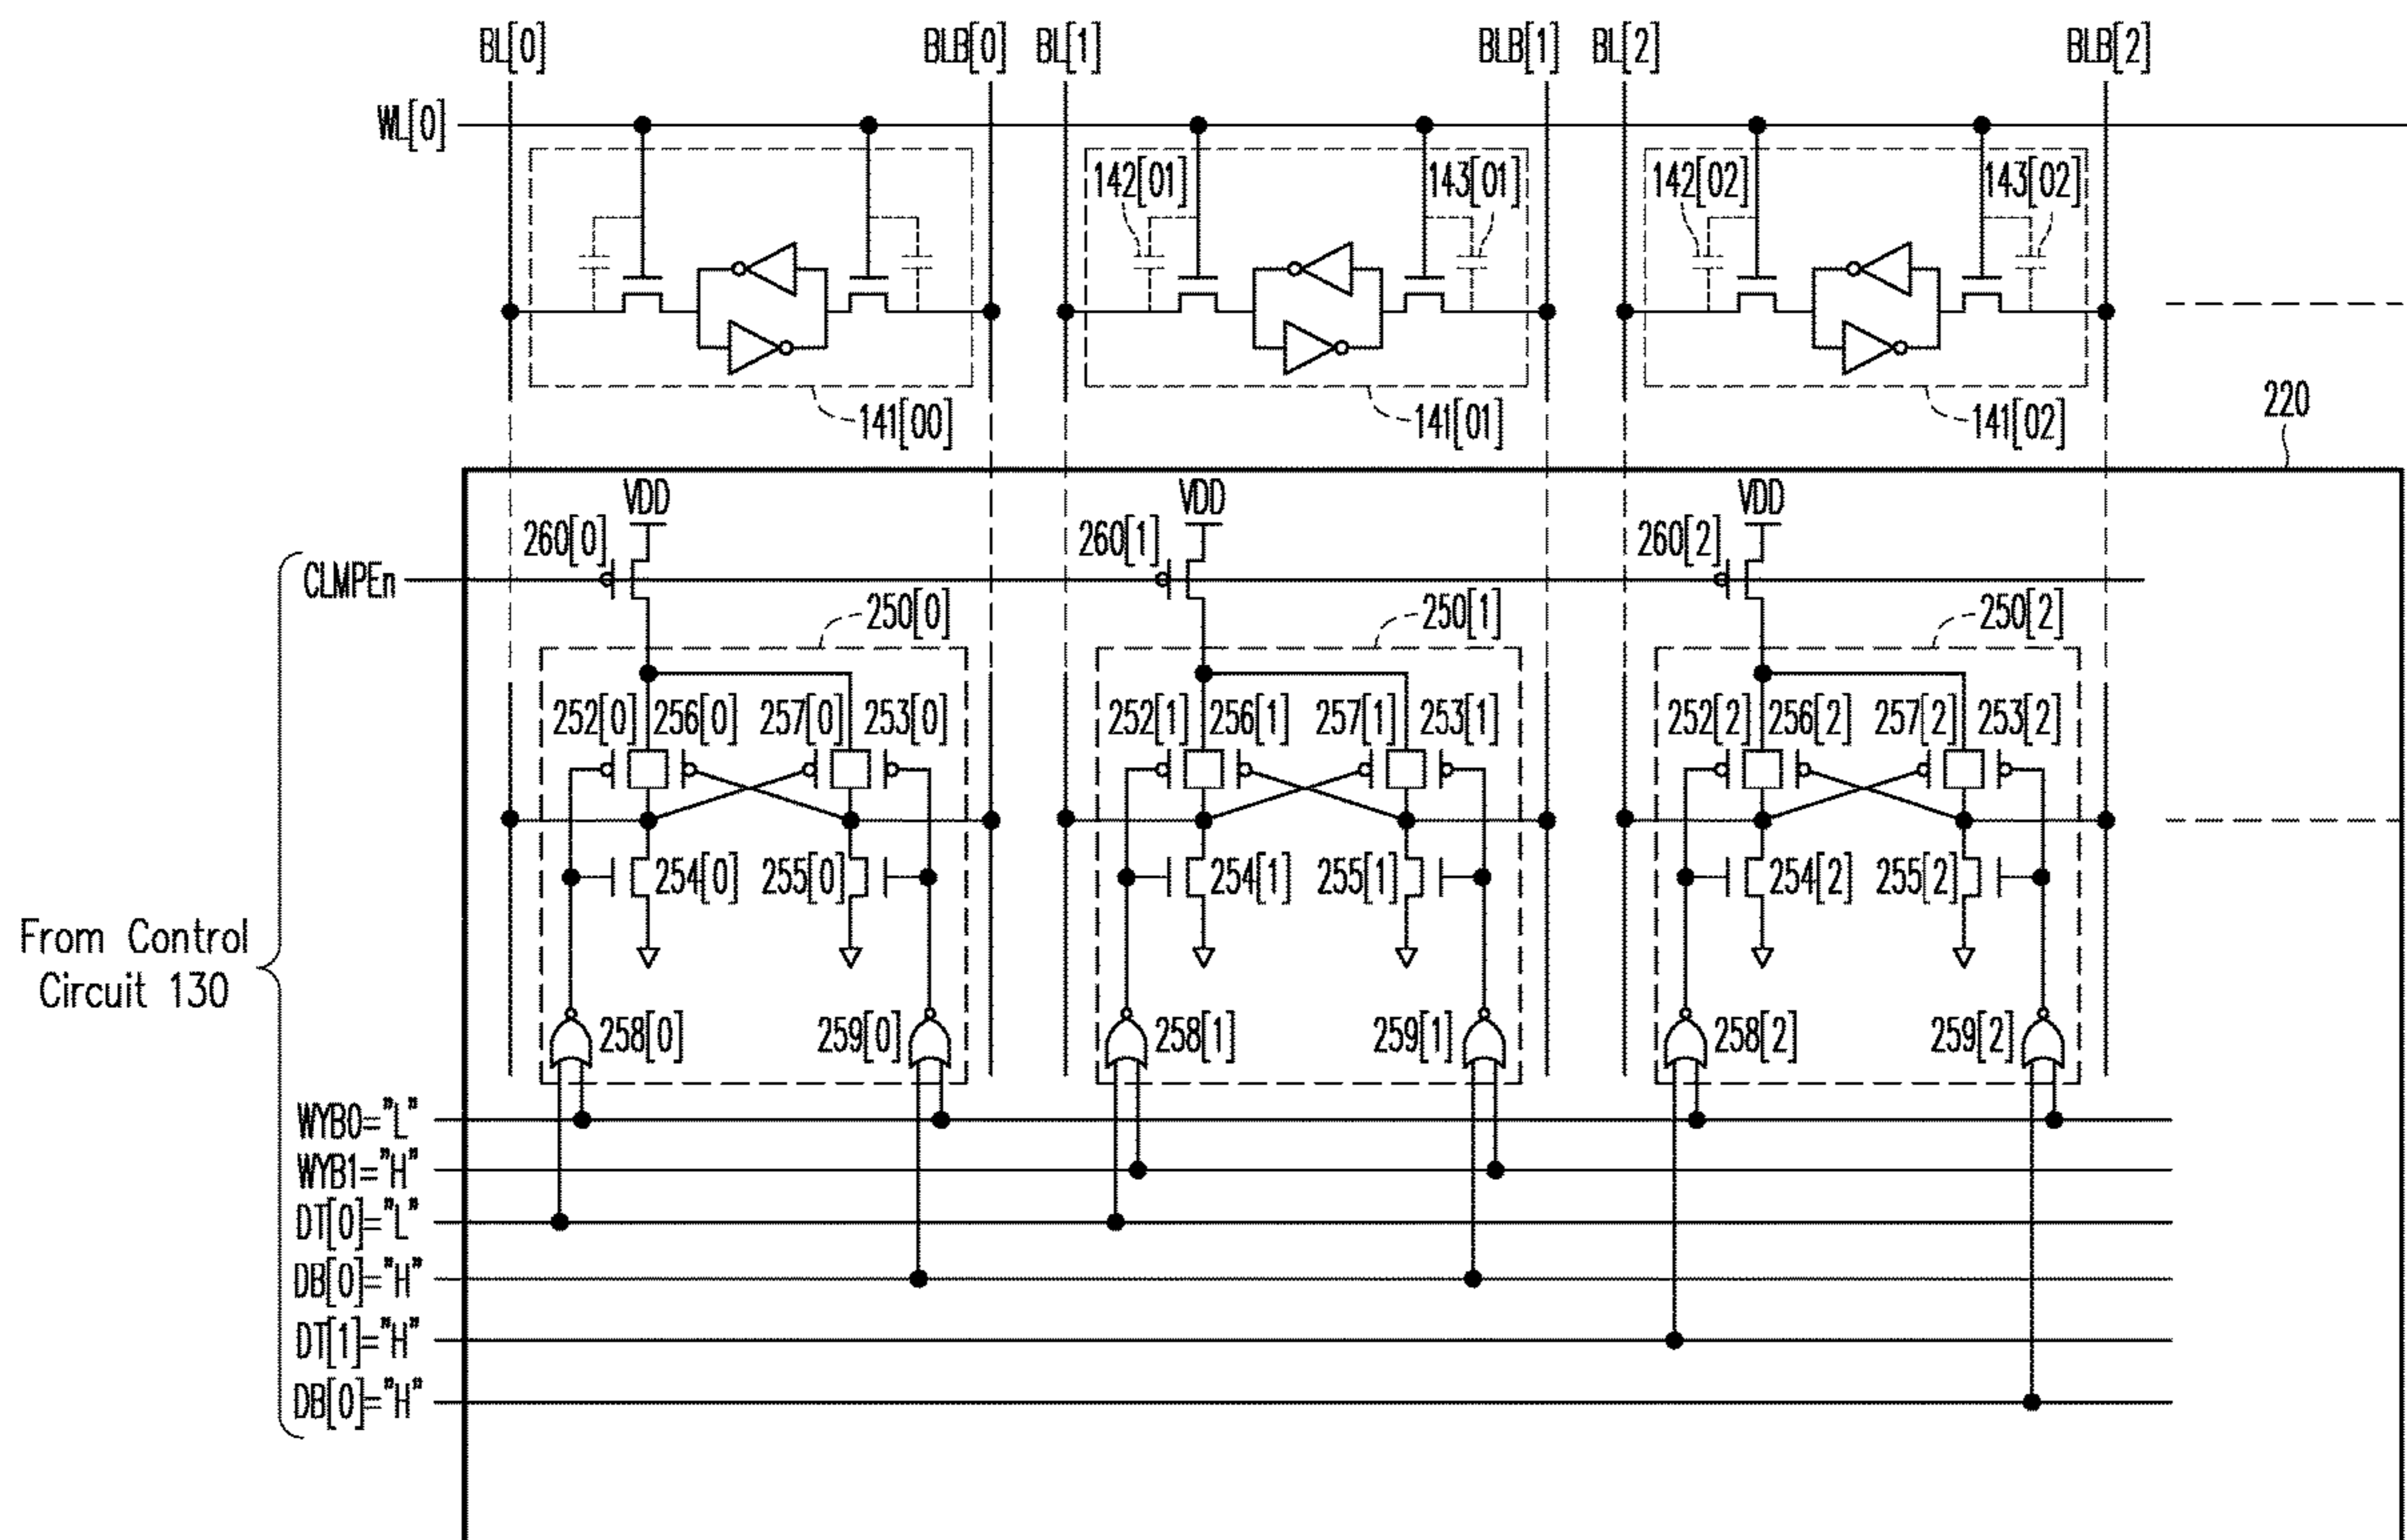 BL[0] BLB[0] BL[1] BLB[1] BL[2] BLB[2]
WL[0]
142[01] 143[01] 142[02] 143[02]
141[00] 141[01] 141[02]
220
VDD VDD VDD
260[0] 260[1] 260[2]
CLMPEn
250[0] 250[1] 250[2]
252[0] 256[0] 257[0] 253[0] 252[1] 256[1] 257[1] 253[1] 252[2] 256[2] 257[2] 253[2]
254[0] 255[0] 254[1] 255[1] 254[2] 255[2]
From Control
Circuit 130
258[0] 259[0] 258[1] 259[1] 258[2] 259[2]
WYB0="L"
WYB1="H"
DT[0]="L"
DB[0]="H"
DT[1]="H"
DB[0]="H"